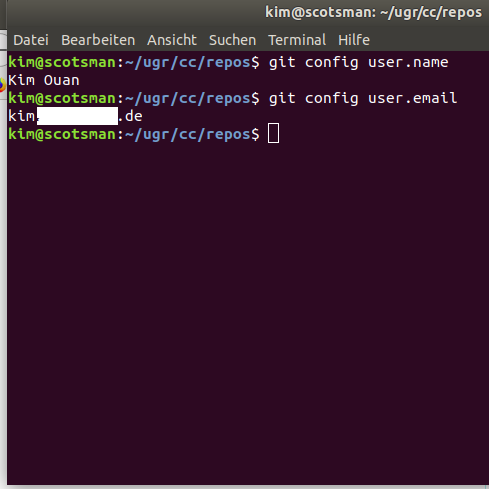 kim@scotsman: ~/ugr/cc/repos
Datei Bearbeiten Ansicht Suchen Terminal Hilfe
kim@scotsman:~/ugr/cc/repos$ git config user.name
Kim Ouan
kim@scotsman:~/ugr/cc/repos$ git config user.email
kim .de
kim@scotsman:~/ugr/cc/repos$